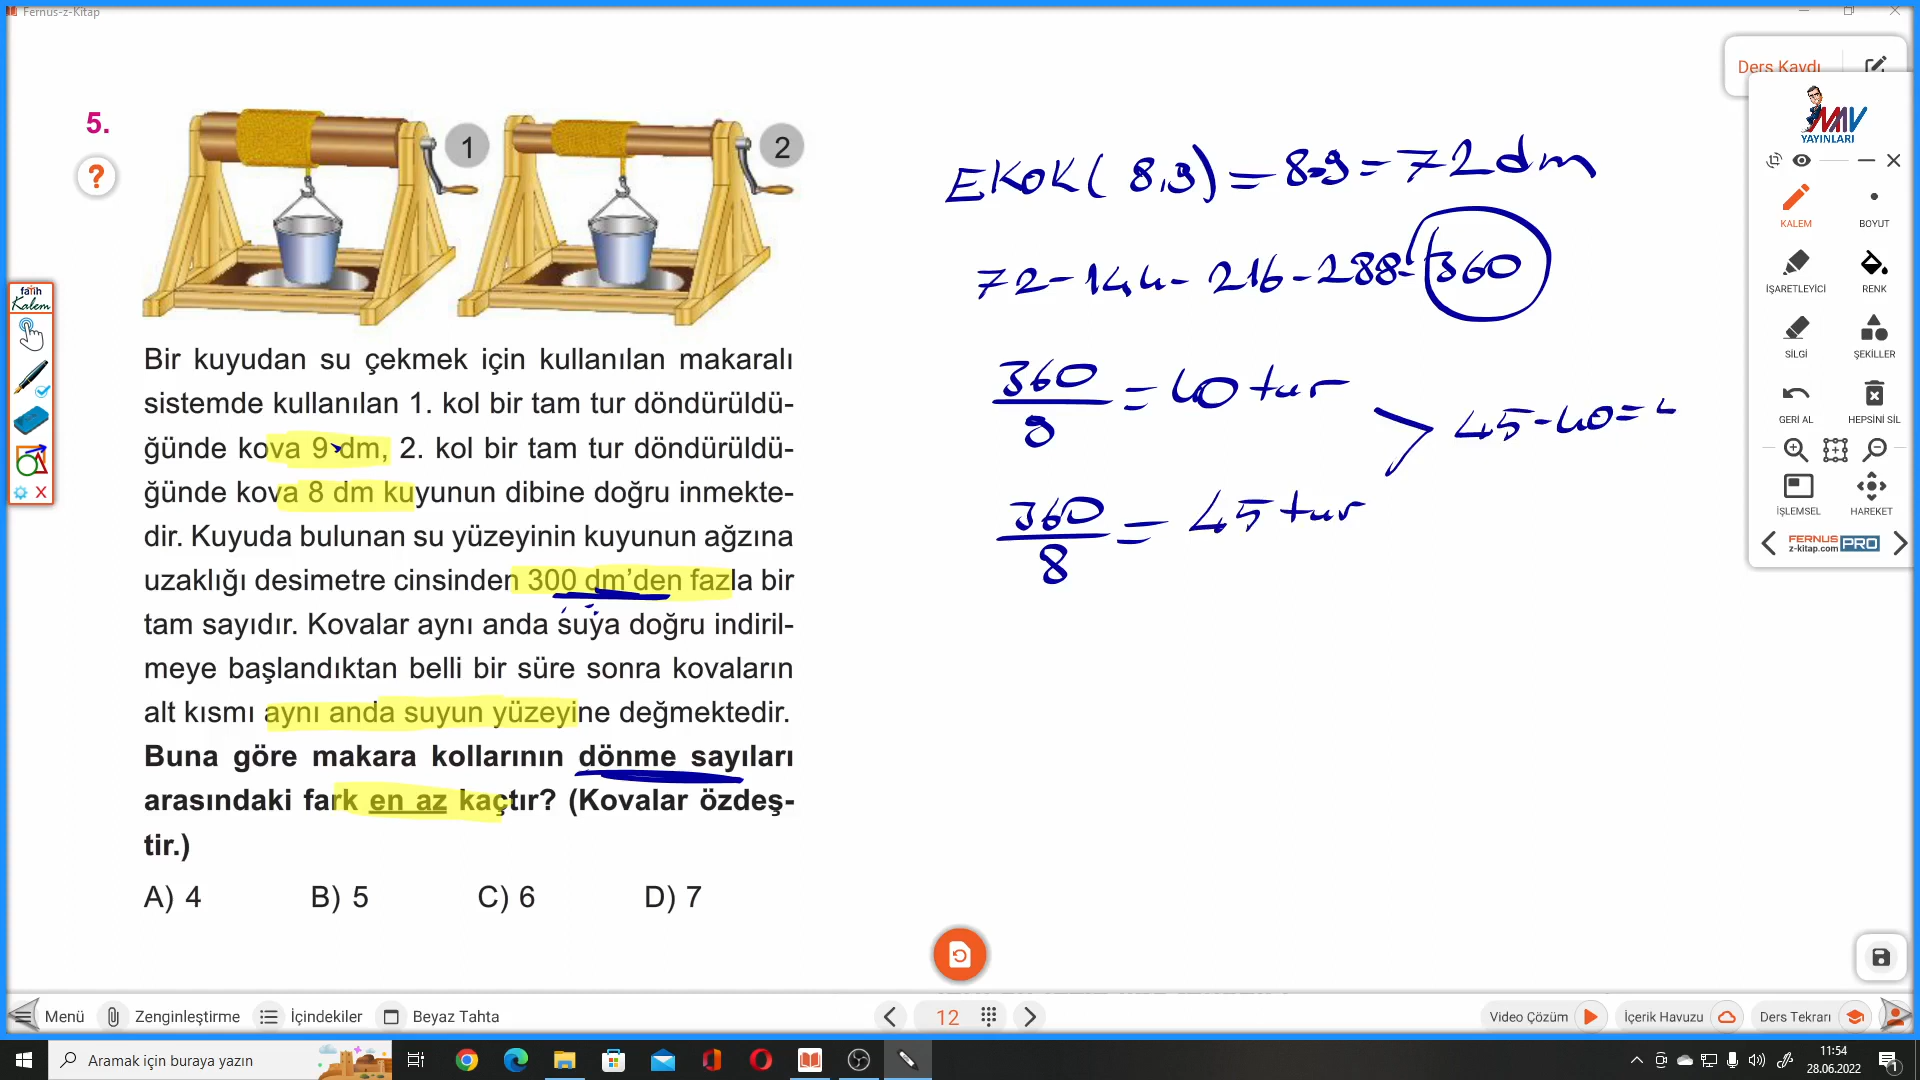 Fernus-z-Kitap
Ders Kaydı
5.
1
2
?
MAV
YAYINLARI
KALEM
BOYUT
İŞARETLEYİCİ
RENK
SİLGİ
ŞEKİLLER
GERİ AL
HEPSİNİ SİL
İŞLEMSEL
HAREKET
FERNUS
z-kitap.com PRO
fatih
Kalem
X
Bir kuyudan su çekmek için kullanılan makaralı
sistemde kullanılan 1. kol bir tam tur döndürüldü-
ğünde kova 9 dm, 2. kol bir tam tur döndürüldü-
ğünde kova 8 dm kuyunun dibine doğru inmekte-
dir. Kuyuda bulunan su yüzeyinin kuyunun ağzına
uzaklığı desimetre cinsinden 300 dm’den fazla bir
tam sayıdır. Kovalar aynı anda suya doğru indiril-
meye başlandıktan belli bir süre sonra kovaların
alt kısmı aynı anda suyun yüzeyine değmektedir.
Buna göre makara kollarının dönme sayıları
arasındaki fark en az kaçtır? (Kovalar özdeş-
tir.)
A) 4 B) 5 C) 6 D) 7
EKOK( 8,9) = 8.9 = 72 dm
72 - 144 - 216 - 288 - 360
360/9 = 40 tur
45 - 40 =
360/8 = 45 tur
Menü Zenginleştirme İçindekiler Beyaz Tahta 12 Video Çözüm İçerik Havuzu Ders Tekrarı
Aramak için buraya yazın
11:54
28.06.2022
1